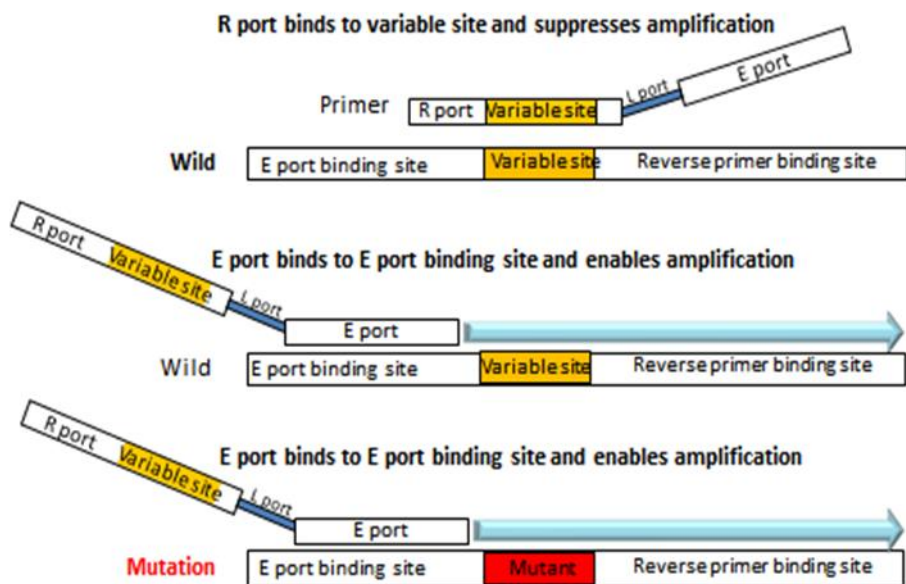 R port binds to variable site and suppresses amplification
E port
L port
Primer
R port Variable site
Wild
E port binding site Variable site Reverse primer binding site
R port Variable site
L port
E port binds to E port binding site and enables amplification
E port
Wild
E port binding site Variable site Reverse primer binding site
R port Variable site
L port
E port binds to E port binding site and enables amplification
E port
Mutation
E port binding site Mutant Reverse primer binding site